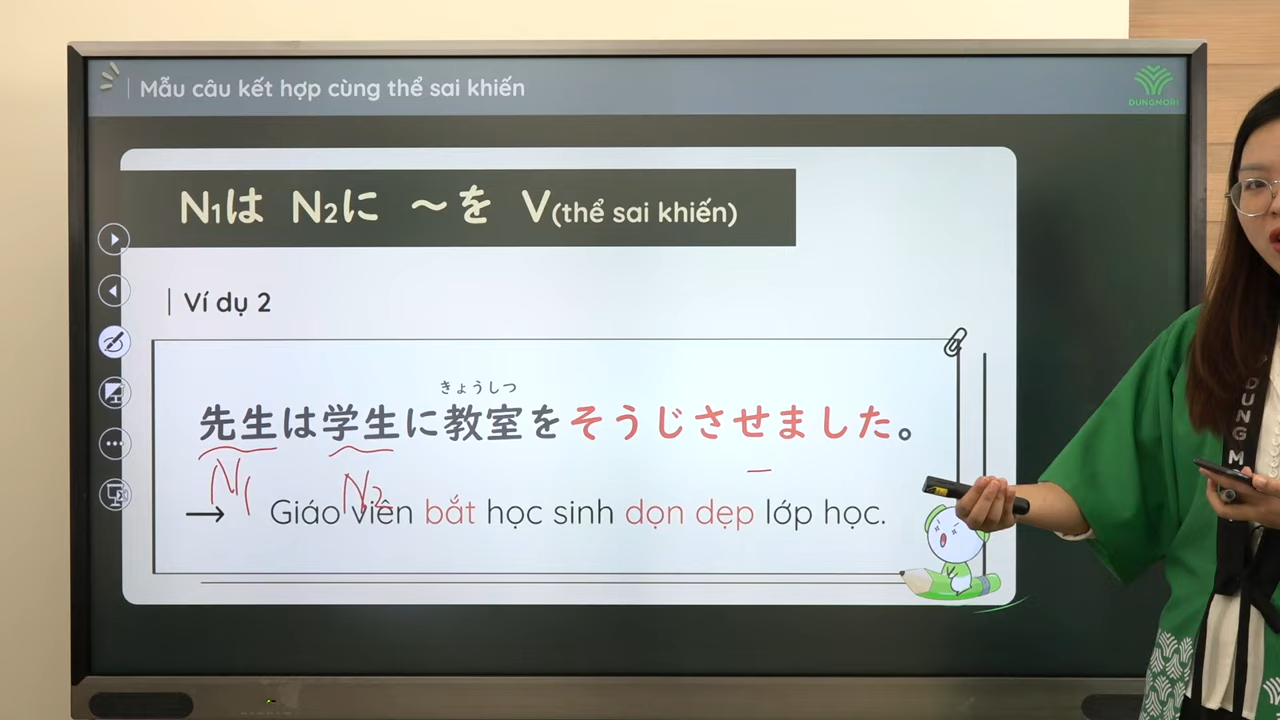 Mẫu câu kết hợp cùng thể sai khiến
DUNGMORI
N1は N2に ～を V(thể sai khiến)
Ví dụ 2
きょうしつ
先生は学生に教室をそうじさせました。
N1 N2
→ Giáo viên bắt học sinh dọn dẹp lớp học.
DUNG M